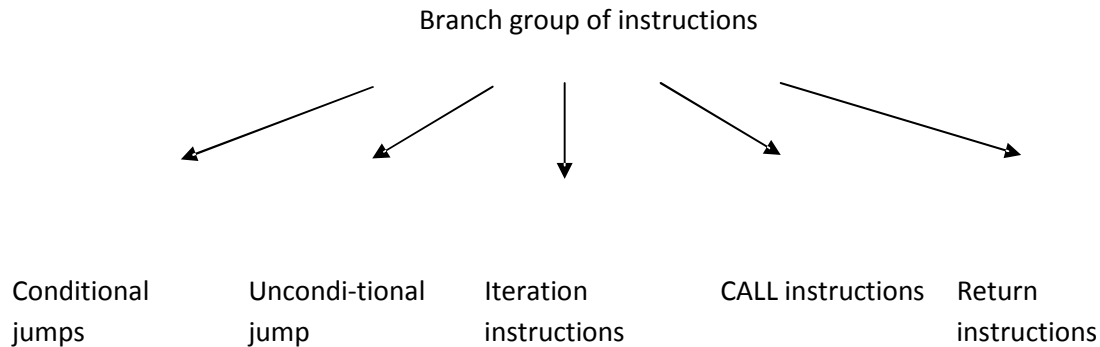 Branch group of instructions
Conditional
jumps
Uncondi-tional
jump
Iteration
instructions
CALL instructions
Return
instructions